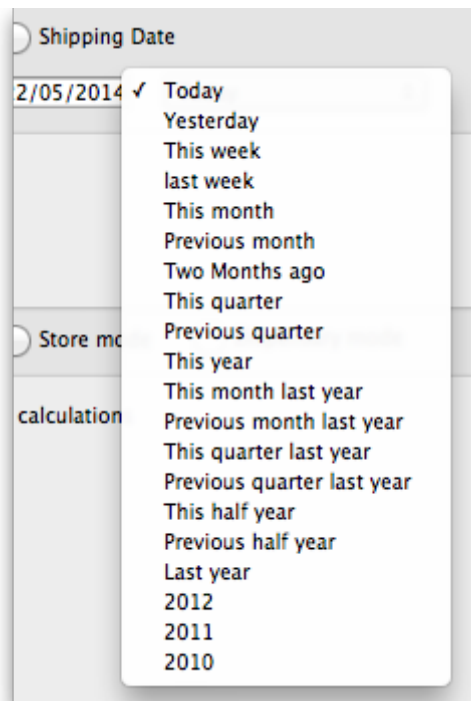 Shipping Date
2/05/2014 ✓ Today
Yesterday
This week
last week
This month
Previous month
Two Months ago
This quarter
Previous quarter
Store mo
This year
This month last year
calculation
Previous month last year
This quarter last year
Previous quarter last year
This half year
Previous half year
Last year
2012
2011
2010